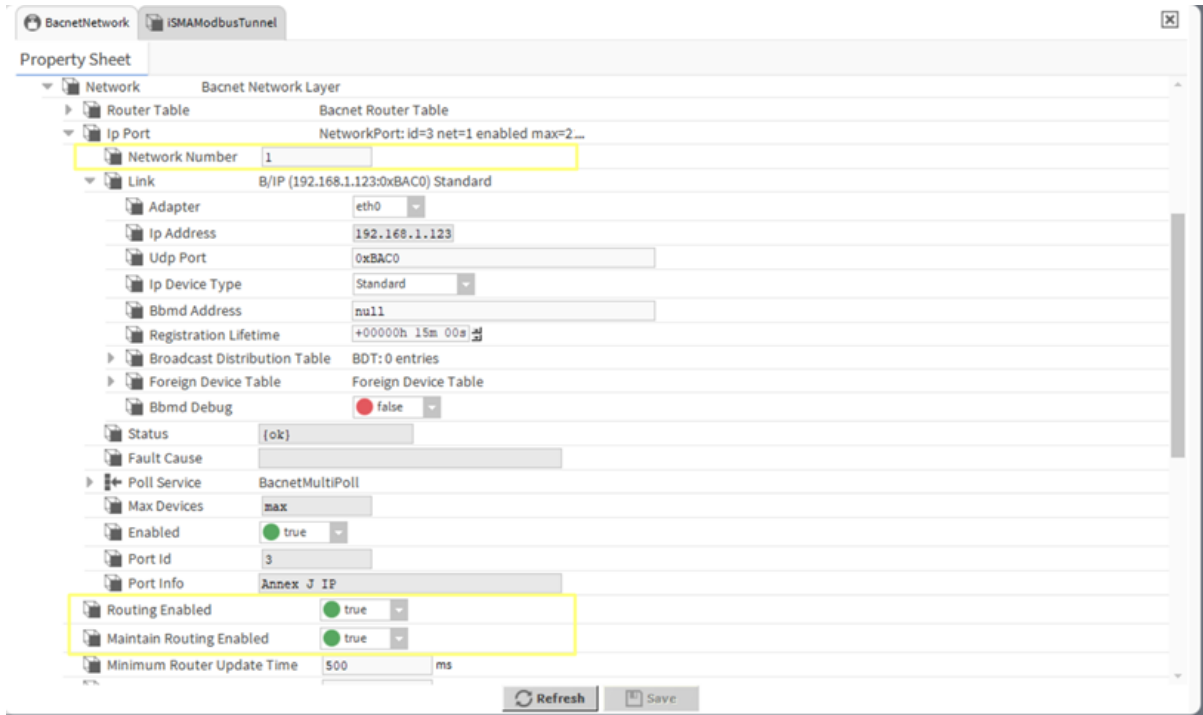 BacnetNetwork iSMAModbusTunnel
Property Sheet
Network Bacnet Network Layer
Router Table Bacnet Router Table
Ip Port NetworkPort: id=3 net=1 enabled max=2...
Network Number 1
Link B/IP (192.168.1.123:0xBAC0) Standard
Adapter eth0
Ip Address 192.168.1.123
Udp Port 0xBAC0
Ip Device Type Standard
Bbmd Address null
Registration Lifetime +00000h 15m 00s
Broadcast Distribution Table BDT: 0 entries
Foreign Device Table Foreign Device Table
Bbmd Debug false
Status {ok}
Fault Cause
Poll Service BacnetMultiPoll
Max Devices max
Enabled true
Port Id 3
Port Info Annex J IP
Routing Enabled true
Maintain Routing Enabled true
Minimum Router Update Time 500 ms
Refresh Save